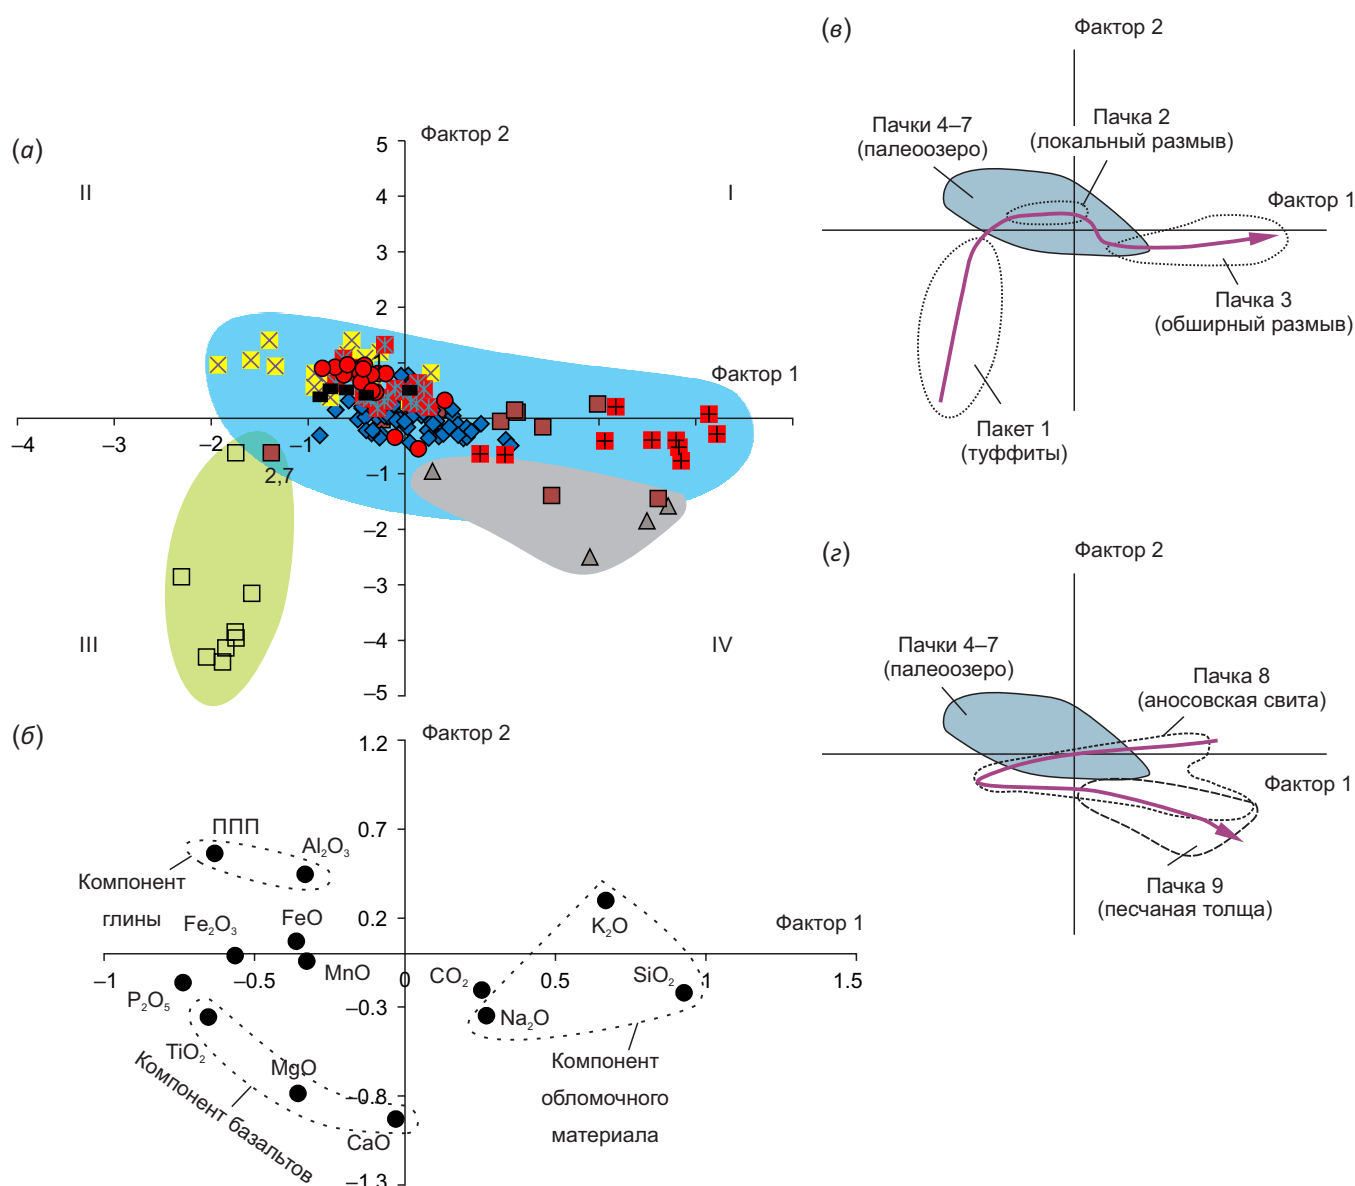 (а)
Фактор 2
II
I
5
4
3
2
1
Фактор 1
–4
–3
–2
–1
0
2,7
–1
–2
–3
–4
–5
III
IV
(б)
Фактор 2
1.2
0.7
0.2
–0.3
–0.8
–1.3
ППП
Al₂O₃
Компонент
глины
Fe₂O₃
FeO
K₂O
Фактор 1
–1
–0.5
0
0.5
1
1.5
MnO
CO₂
SiO₂
P₂O₅
Na₂O
TiO₂
MgO
CaO
Компонент базальтов
Компонент
обломочного
материала
(в)
Фактор 2
Пачки 4–7
(палеоозеро)
Пачка 2
(локальный размыв)
Фактор 1
Пачка 3
(обширный размыв)
Пакет 1
(туффиты)
(г)
Фактор 2
Пачки 4–7
(палеоозеро)
Пачка 8
(аносовская свита)
Фактор 1
Пачка 9
(песчаная толща)